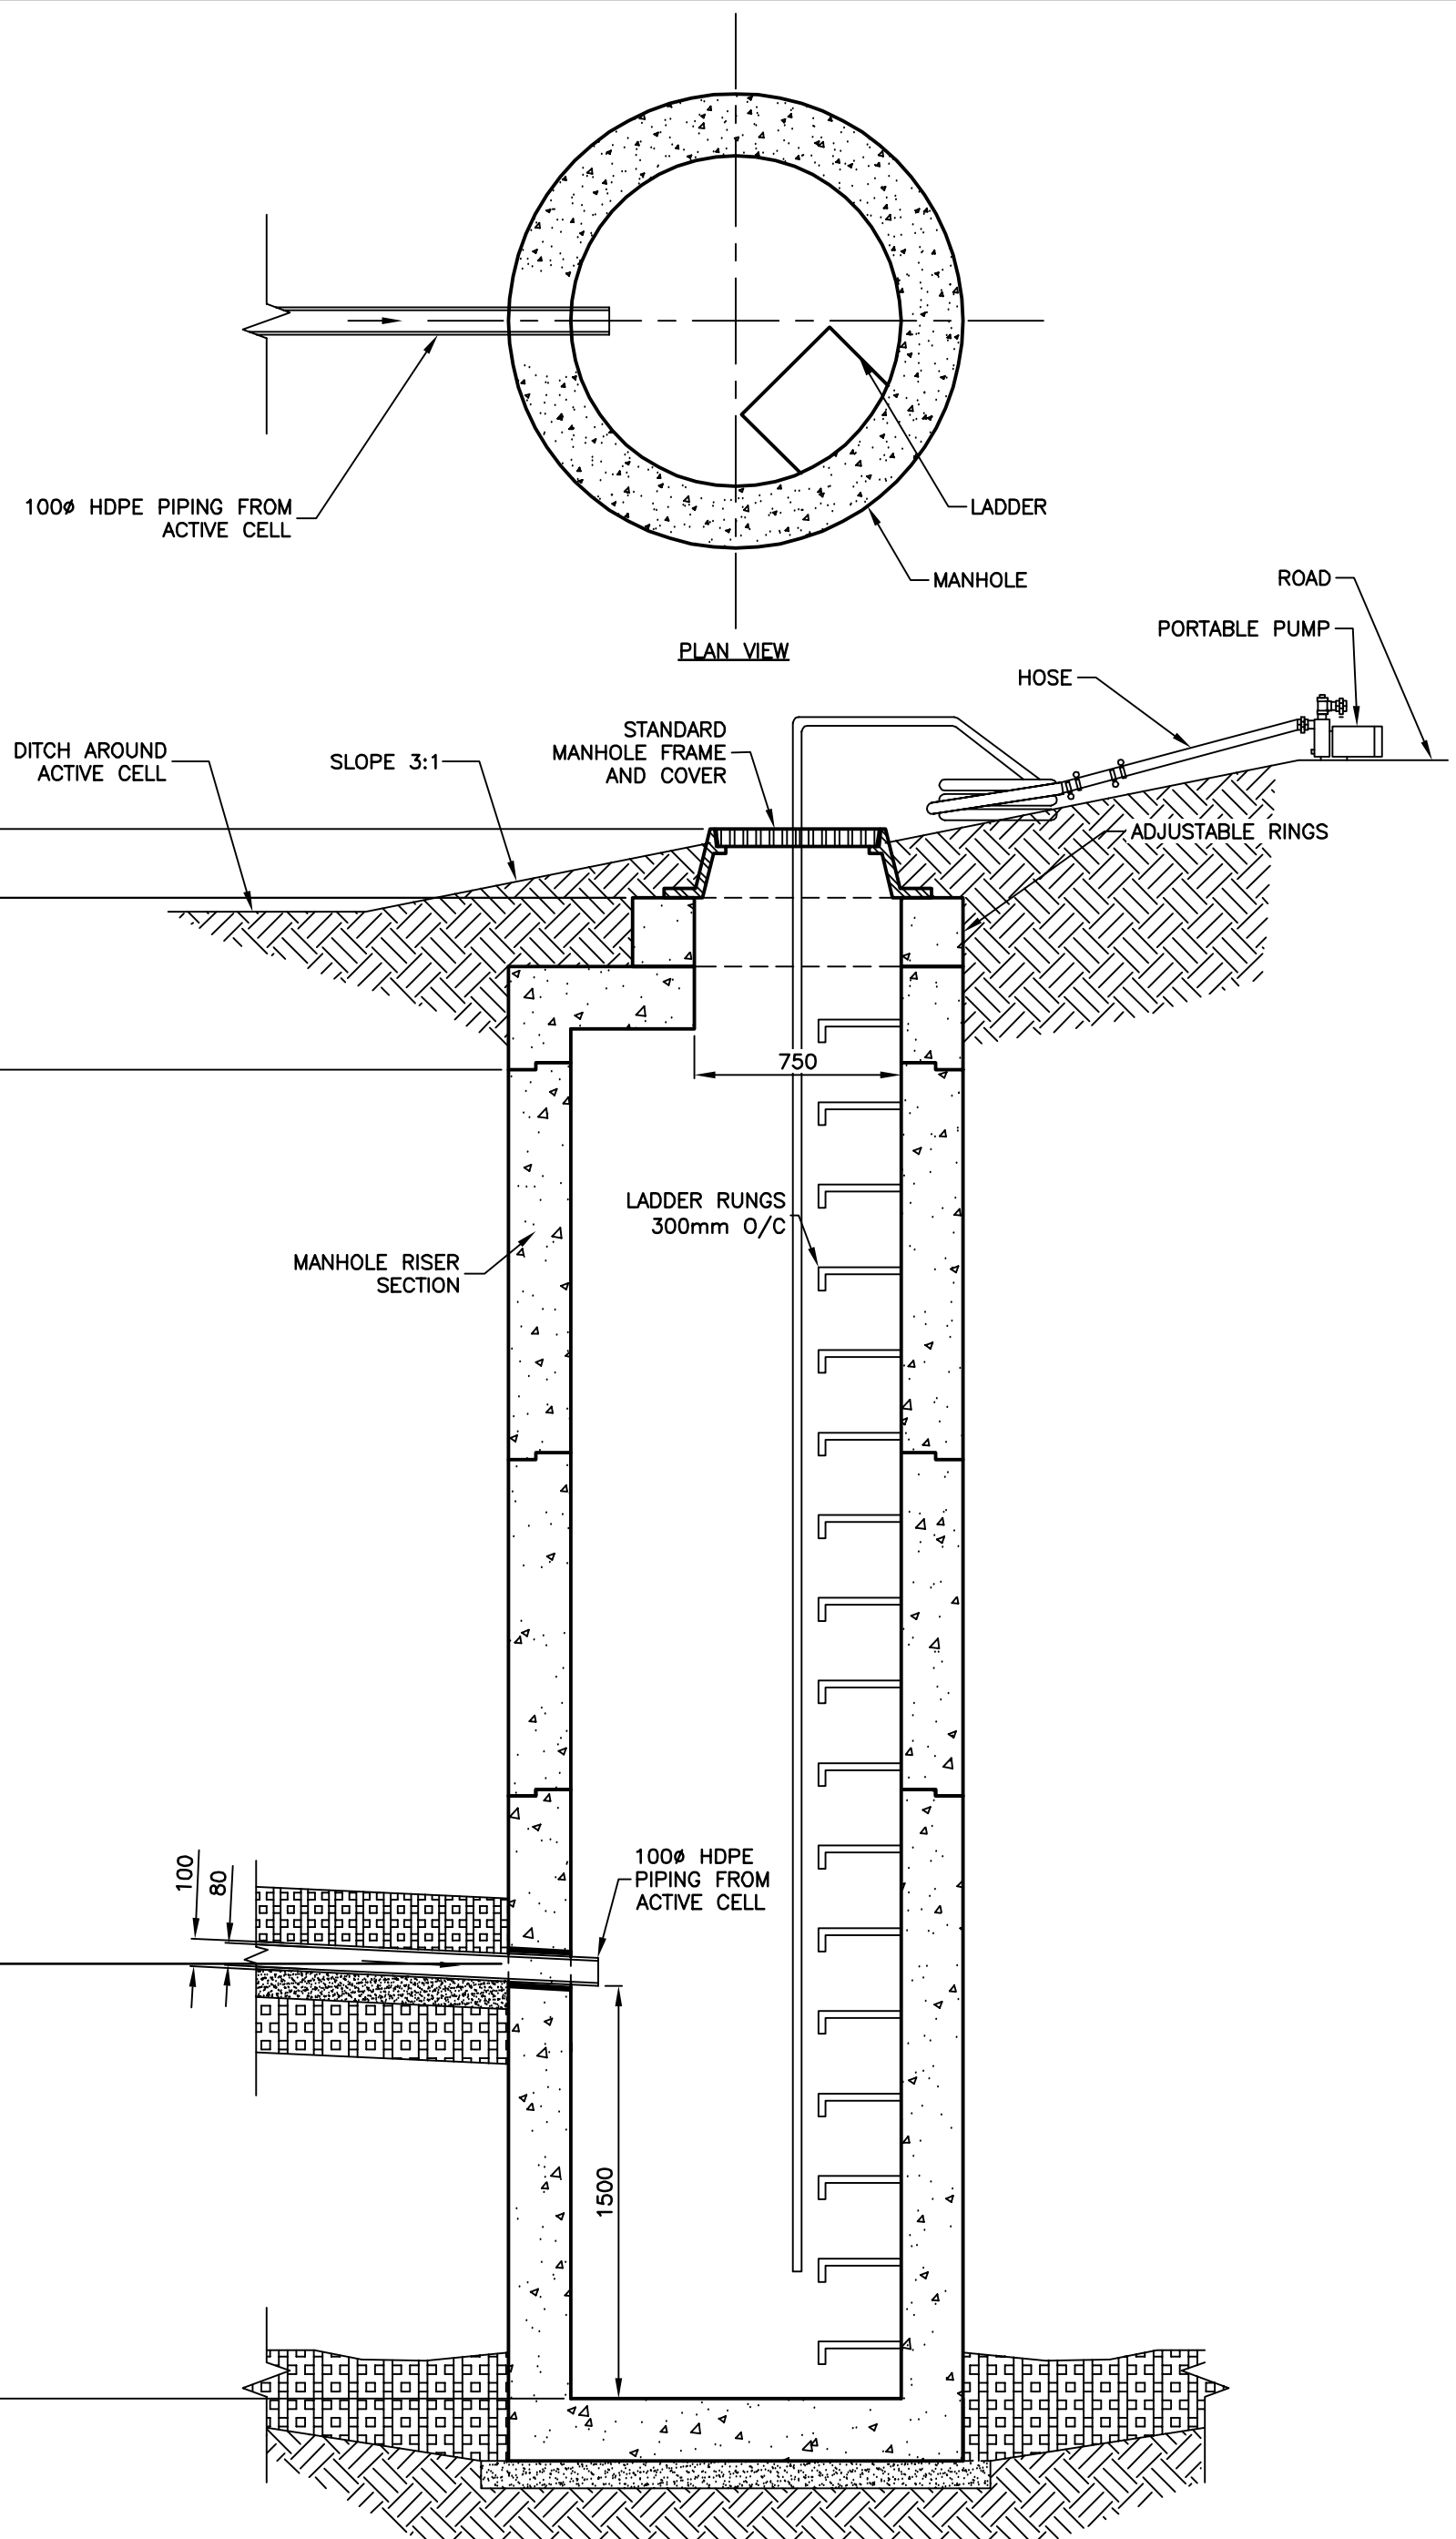 100ø HDPE PIPING FROM
ACTIVE CELL
LADDER
MANHOLE
PLAN VIEW
ROAD
PORTABLE PUMP
HOSE
STANDARD
MANHOLE FRAME
AND COVER
DITCH AROUND
ACTIVE CELL
SLOPE 3:1
ADJUSTABLE RINGS
750
LADDER RUNGS
300mm O/C
MANHOLE RISER
SECTION
100ø HDPE
PIPING FROM
ACTIVE CELL
100
80
1500